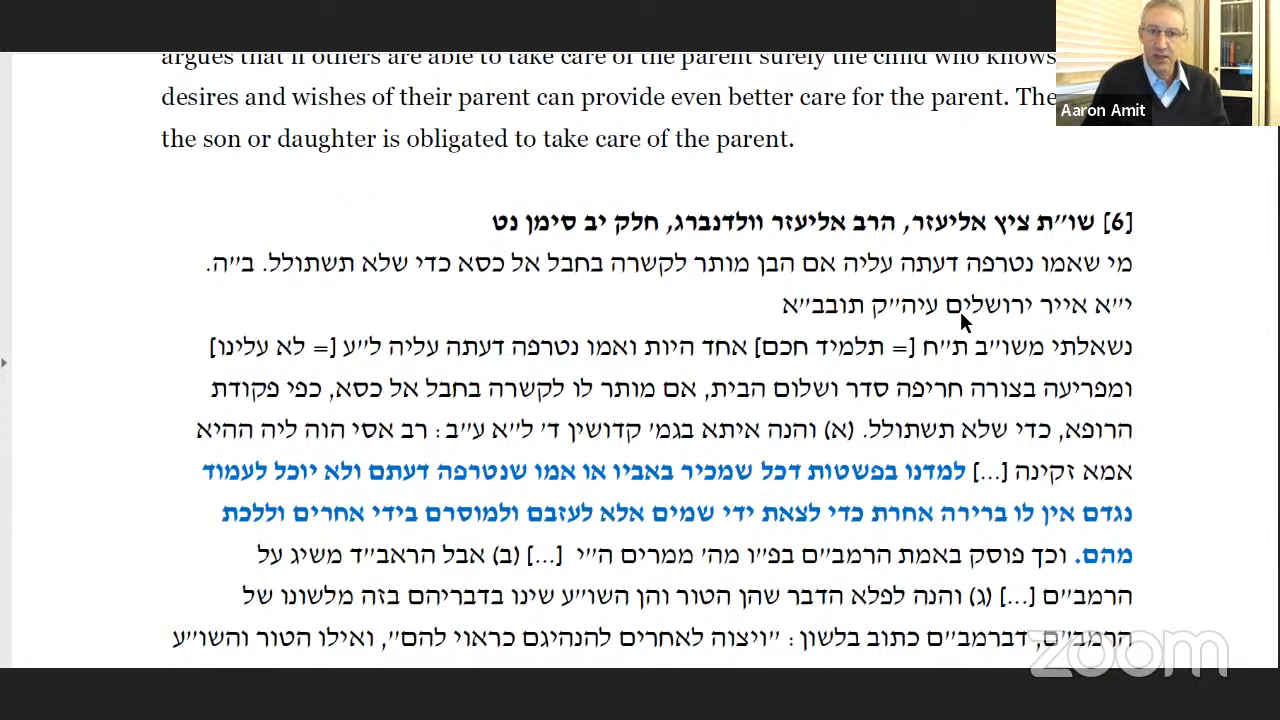 argues that if others are able to take care of the parent surely the child who knows
desires and wishes of their parent can provide even better care for the parent. The
the son or daughter is obligated to take care of the parent.
Aaron Amit
[6] שו"ת ציץ אליעזר, הרב אליעזר וולדנברג, חלק יב סימן נט
מי שאמו נטרפה דעתה עליה אם הבן מותר לקשרה בחבל אל כסא כדי שלא תשתולל. ב"ה.
י"א אייר ירושלים עיה"ק תובב"א
נשאלתי משו"ב ת"ח [= תלמיד חכם] אחד היות ואמו נטרפה דעתה עליה ל"ע [= לא עלינו]
ומפריעה בצורה חריפה סדר ושלום הבית, אם מותר לו לקשרה בחבל אל כסא, כפי פקודת
הרופא, כדי שלא תשתולל. (א) והנה איתא בגמ' קדושין ד' ל"א ע"ב: רב אסי הוה ליה ההיא
אמא זקינה [...] למדנו בפשטות דכל שמכיר באביו או אמו שנטרפה דעתם ולא יוכל לעמוד
נגדם אין לו ברירה אחרת כדי לצאת ידי שמים אלא לעזבם ולמוסרם בידי אחרים וללכת
מהם. וכך פוסק באמת הרמב"ם בפ"ו מה' ממרים ה"י [...] (ב) אבל הראב"ד משיג על
הרמב"ם [...] (ג) והנה לפלא הדבר שהן הטור והן השו"ע שינו בדבריהם בזה מלשונו של
הרמב"ם, דברמב"ם כתוב בלשון: "ויצוה לאחרים להנהיגם כראוי להם", ואילו הטור והשו"ע
zoom